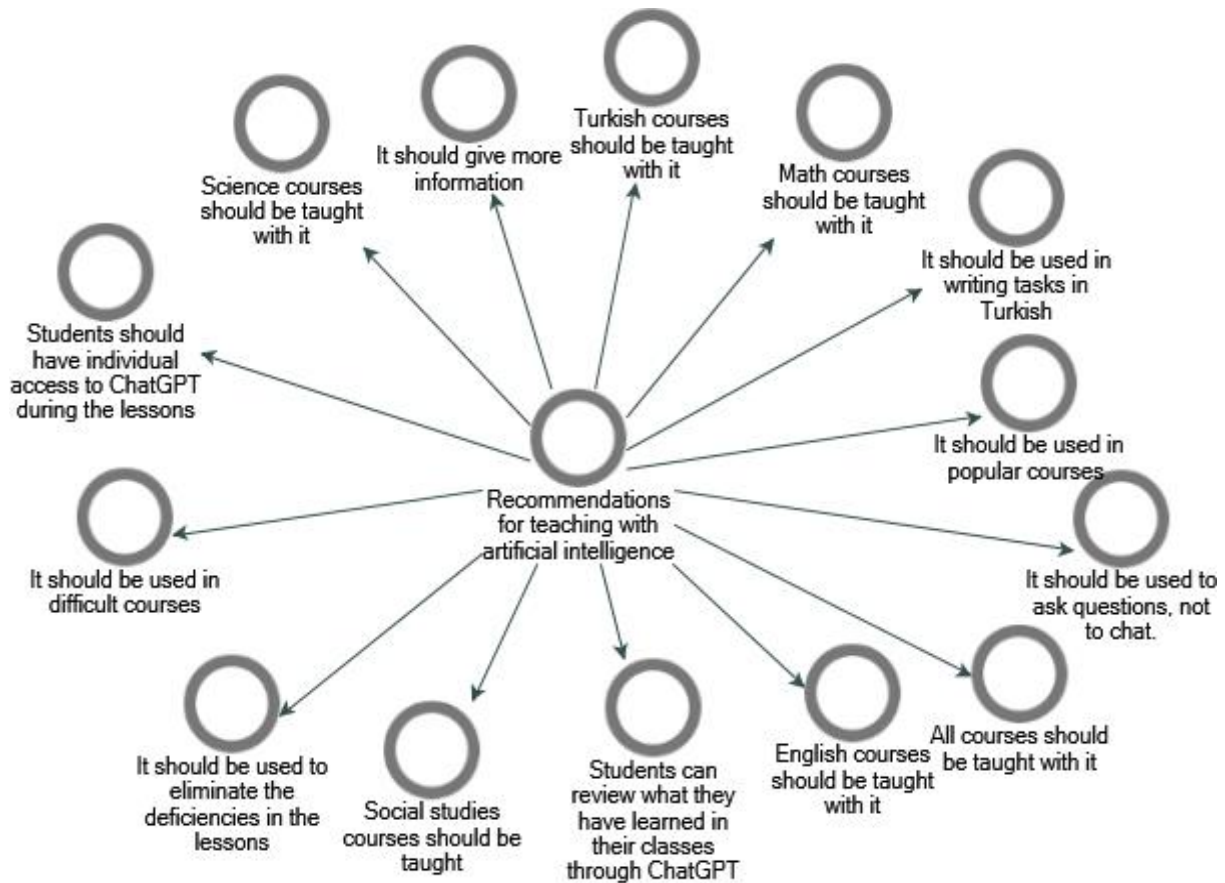 Turkish courses
should be taught
with it
It should give more
information
Math courses
should be taught
with it
Science courses
should be taught
with it
It should be used in
writing tasks in
Turkish
Students should
have individual
access to ChatGPT
during the lessons
It should be used in
popular courses
Recommendations
for teaching with
artificial intelligence
It should be used in
difficult courses
It should be used to
ask questions, not
to chat.
All courses should
be taught with it
English courses
should be taught
with it
It should be used to
eliminate the
deficiencies in the
lessons
Social studies
courses should be
taught
Students can
review what they
have learned in
their classes
through ChatGPT